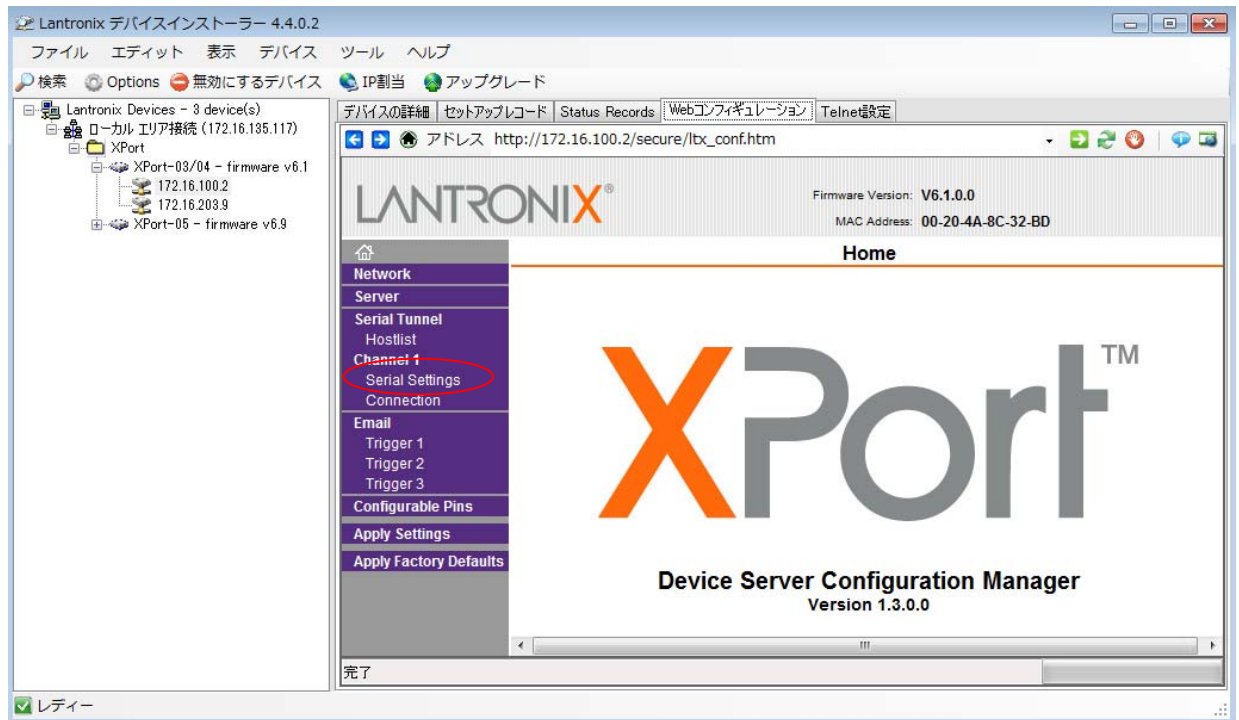 Lantronix デバイスインストーラー 4.4.0.2
ファイル エディット 表示 デバイス ツール ヘルプ
検索 Options 無効にするデバイス IP割当 アップグレード
Lantronix Devices - 3 device(s)
ローカル エリア接続 (172.16.135.117)
XPort
XPort-03/04 - firmware v6.1
172.16.100.2
172.16.203.9
XPort-05 - firmware v6.9
デバイスの詳細 セットアップレコード Status Records Webコンフィギュレーション Telnet設定
アドレス http://172.16.100.2/secure/ltx_conf.htm
LANTRONIX®
Firmware Version: V6.1.0.0
MAC Address: 00-20-4A-8C-32-BD
Home
Network
Server
Serial Tunnel
Hostlist
Channel 1
Serial Settings
Connection
Email
Trigger 1
Trigger 2
Trigger 3
Configurable Pins
Apply Settings
Apply Factory Defaults
XPort™
Device Server Configuration Manager
Version 1.3.0.0
完了
レディー